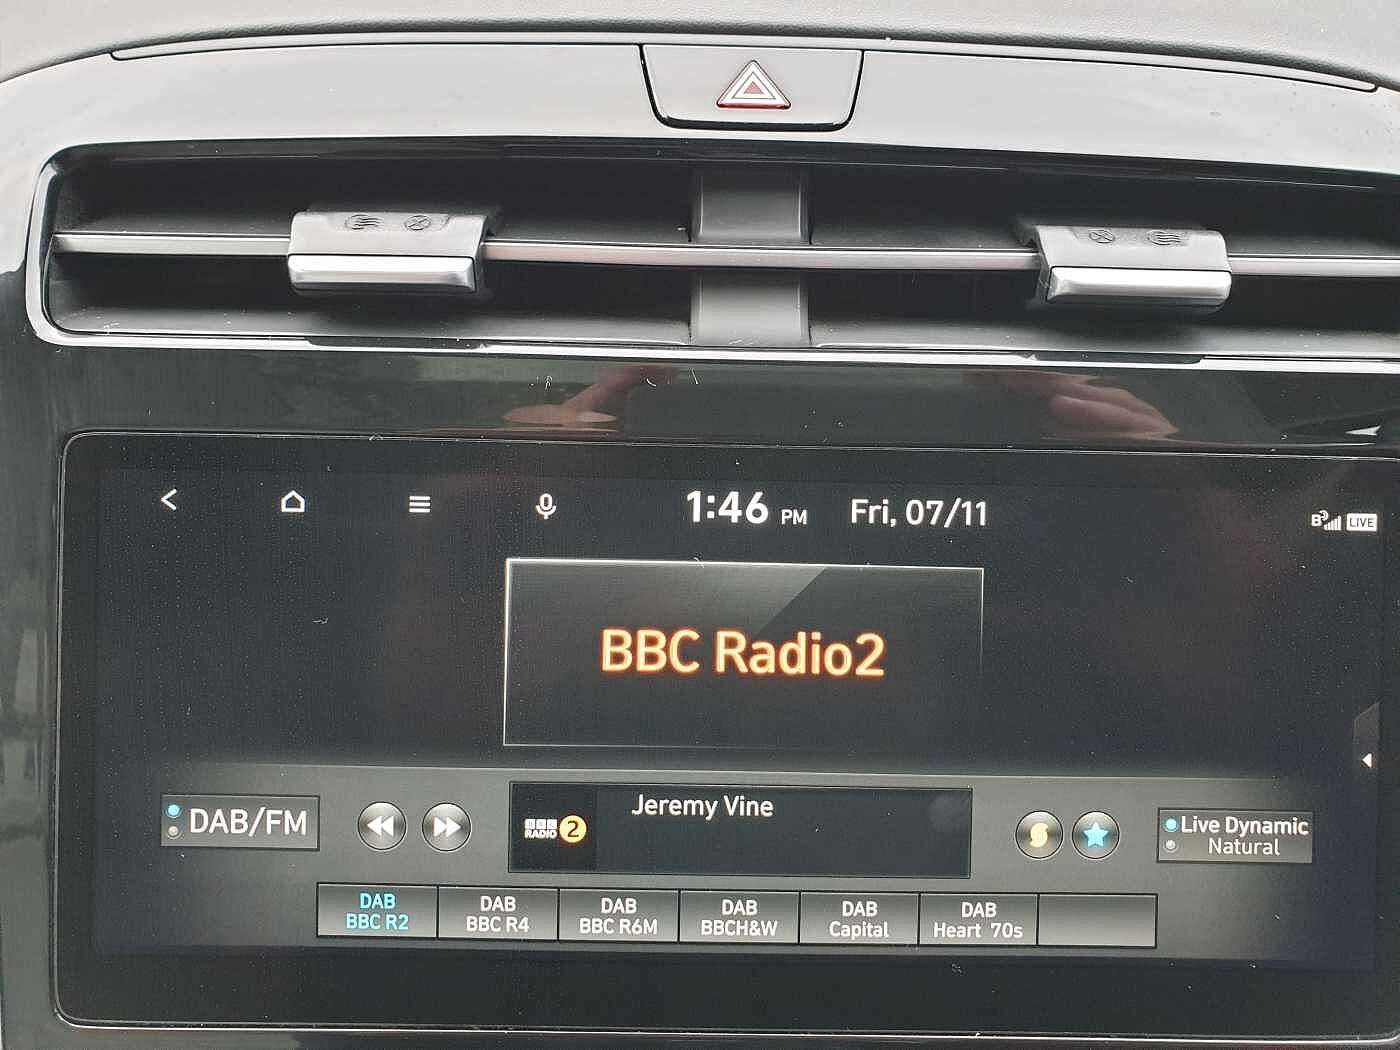 1:46 PM Fri, 07/11
B LIVE
BBC Radio2
DAB/FM
BBC
RADIO 2
Jeremy Vine
Live Dynamic
Natural
DAB
BBC R2
DAB
BBC R4
DAB
BBC R6M
DAB
BBCH&W
DAB
Capital
DAB
Heart 70s